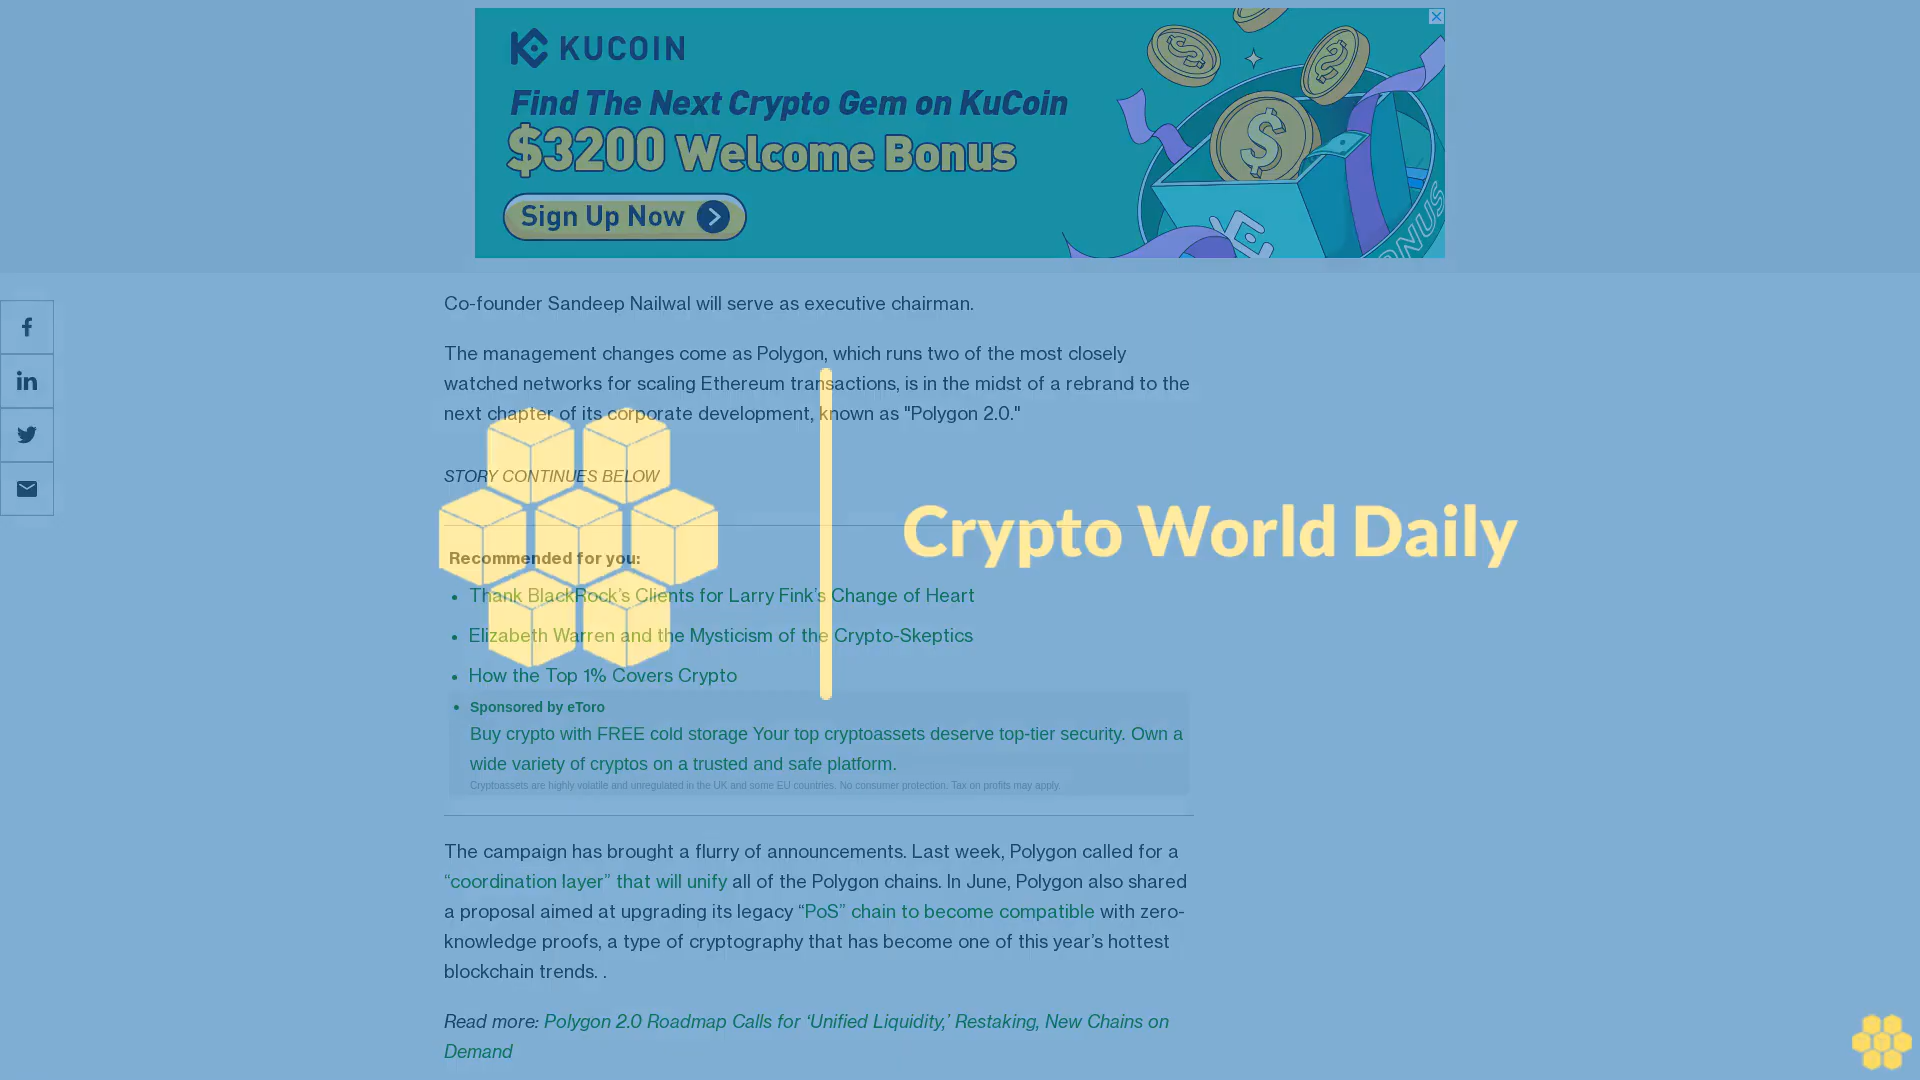 KUCOIN
Find The Next Crypto Gem on KuCoin
$3200 Welcome Bonus
Sign Up Now
BONUS
Co-founder Sandeep Nailwal will serve as executive chairman.
The management changes come as Polygon, which runs two of the most closely
watched networks for scaling Ethereum transactions, is in the midst of a rebrand to the
next chapter of its corporate development, known as "Polygon 2.0."
STORY CONTINUES BELOW
Crypto World Daily
Recommended for you:
• Thank BlackRock's Clients for Larry Fink's Change of Heart
• Elizabeth Warren and the Mysticism of the Crypto-Skeptics
• How the Top 1% Covers Crypto
• Sponsored by eToro
Buy crypto with FREE cold storage Your top cryptoassets deserve top-tier security. Own a
wide variety of cryptos on a trusted and safe platform.
Cryptoassets are highly volatile and unregulated in the UK and some EU countries. No consumer protection. Tax on profits may apply.
The campaign has brought a flurry of announcements. Last week, Polygon called for a
“coordination layer” that will unify all of the Polygon chains. In June, Polygon also shared
a proposal aimed at upgrading its legacy “PoS” chain to become compatible with zero-
knowledge proofs, a type of cryptography that has become one of this year’s hottest
blockchain trends. .
Read more: Polygon 2.0 Roadmap Calls for ‘Unified Liquidity,’ Restaking, New Chains on
Demand